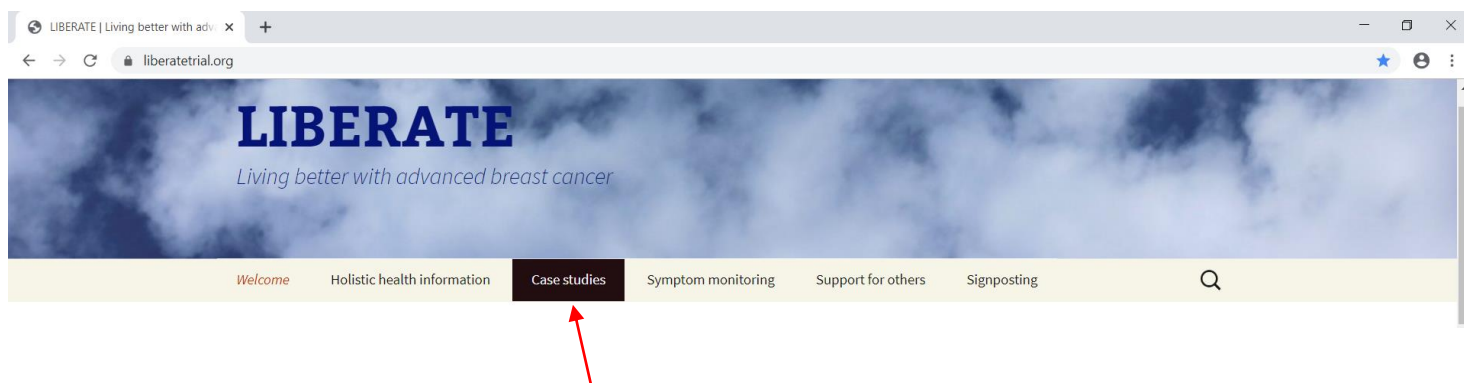 LIBERATE | Living better with adv
liberatetrial.org
LIBERATE
Living better with advanced breast cancer
Welcome Holistic health information Case studies Symptom monitoring Support for others Signposting